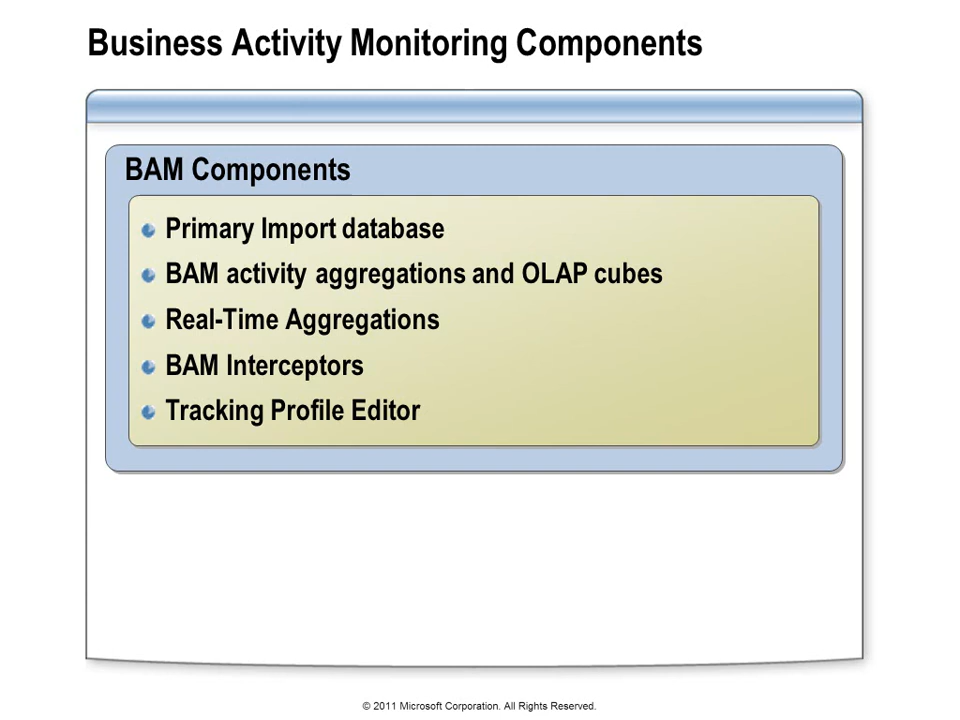 Business Activity Monitoring Components
BAM Components
Primary Import database
BAM activity aggregations and OLAP cubes
Real-Time Aggregations
BAM Interceptors
Tracking Profile Editor
© 2011 Microsoft Corporation. All Rights Reserved.